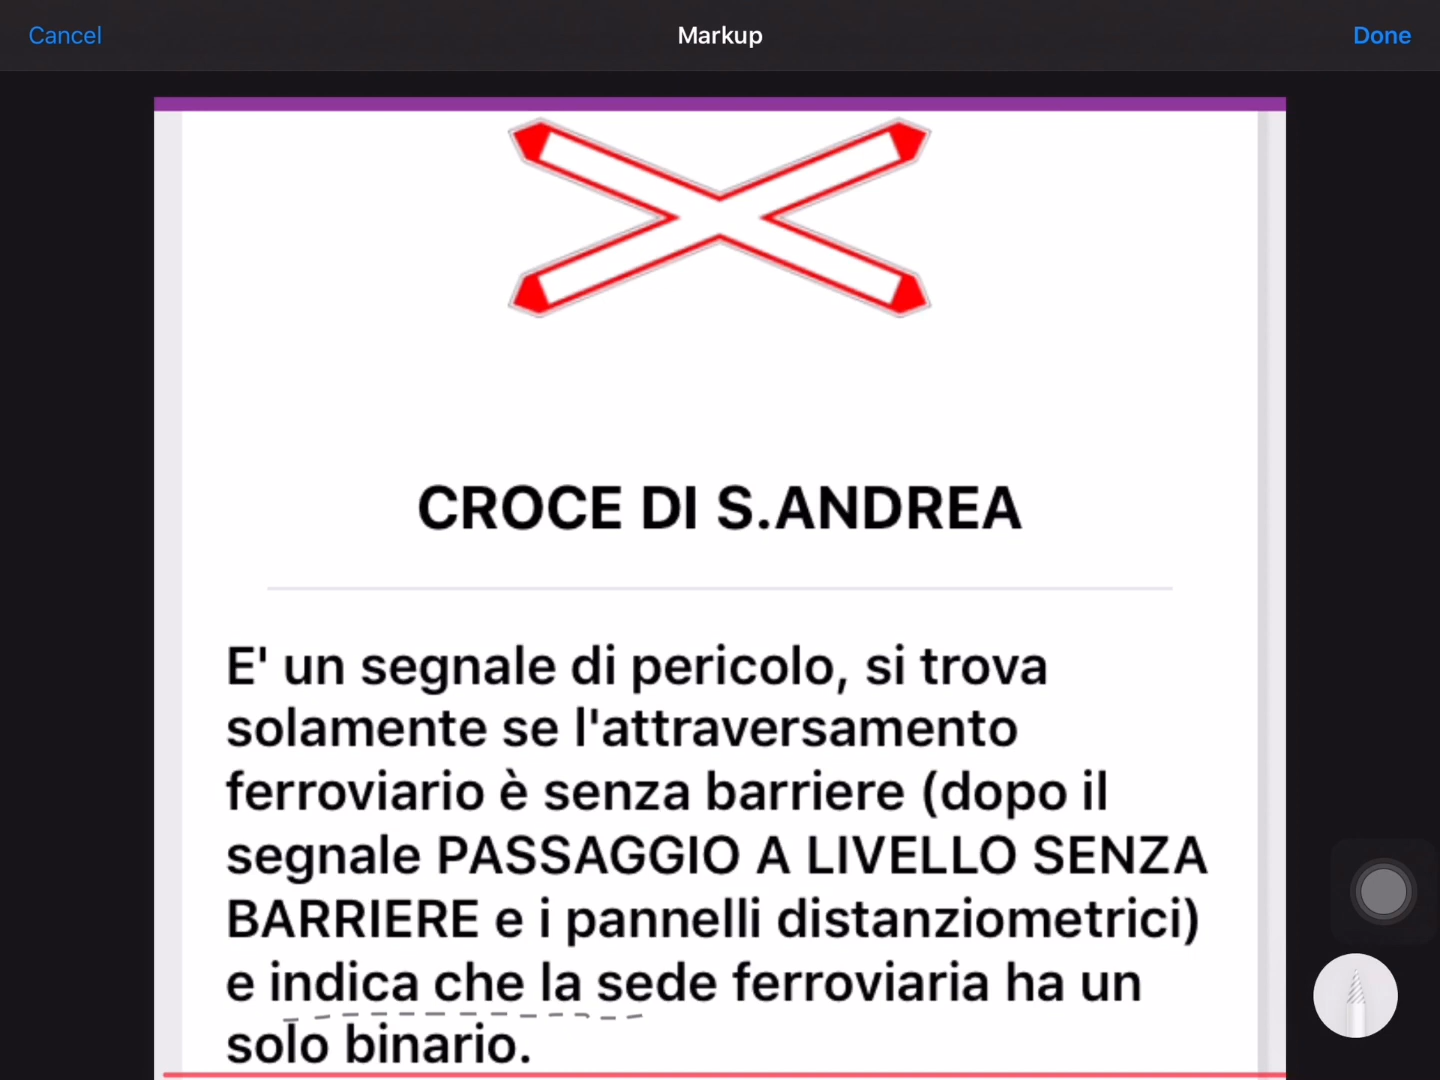 Cancel
Markup
Done
CROCE DI S.ANDREA
E' un segnale di pericolo, si trova
solamente se l'attraversamento
ferroviario è senza barriere (dopo il
segnale PASSAGGIO A LIVELLO SENZA
BARRIERE e i pannelli distanziometrici)
e indica che la sede ferroviaria ha un
solo binario.